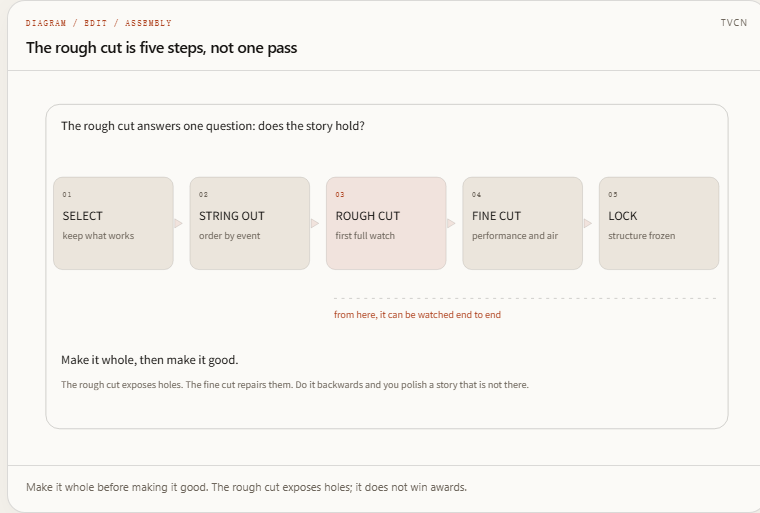 DIAGRAM / EDIT / ASSEMBLY
TVCN
The rough cut is five steps, not one pass
The rough cut answers one question: does the story hold?
01
SELECT
keep what works
02
STRING OUT
order by event
03
ROUGH CUT
first full watch
04
FINE CUT
performance and air
05
LOCK
structure frozen
from here, it can be watched end to end
Make it whole, then make it good.
The rough cut exposes holes. The fine cut repairs them. Do it backwards and you polish a story that is not there.
Make it whole before making it good. The rough cut exposes holes; it does not win awards.